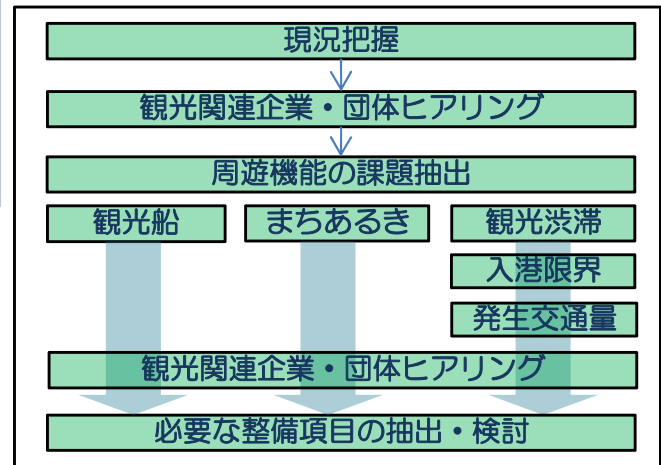 現況把握
観光関連企業・団体ヒアリング
周遊機能の課題抽出
観光船
まちあるき
観光渋滞
入港限界
発生交通量
観光関連企業・団体ヒアリング
必要な整備項目の抽出・検討